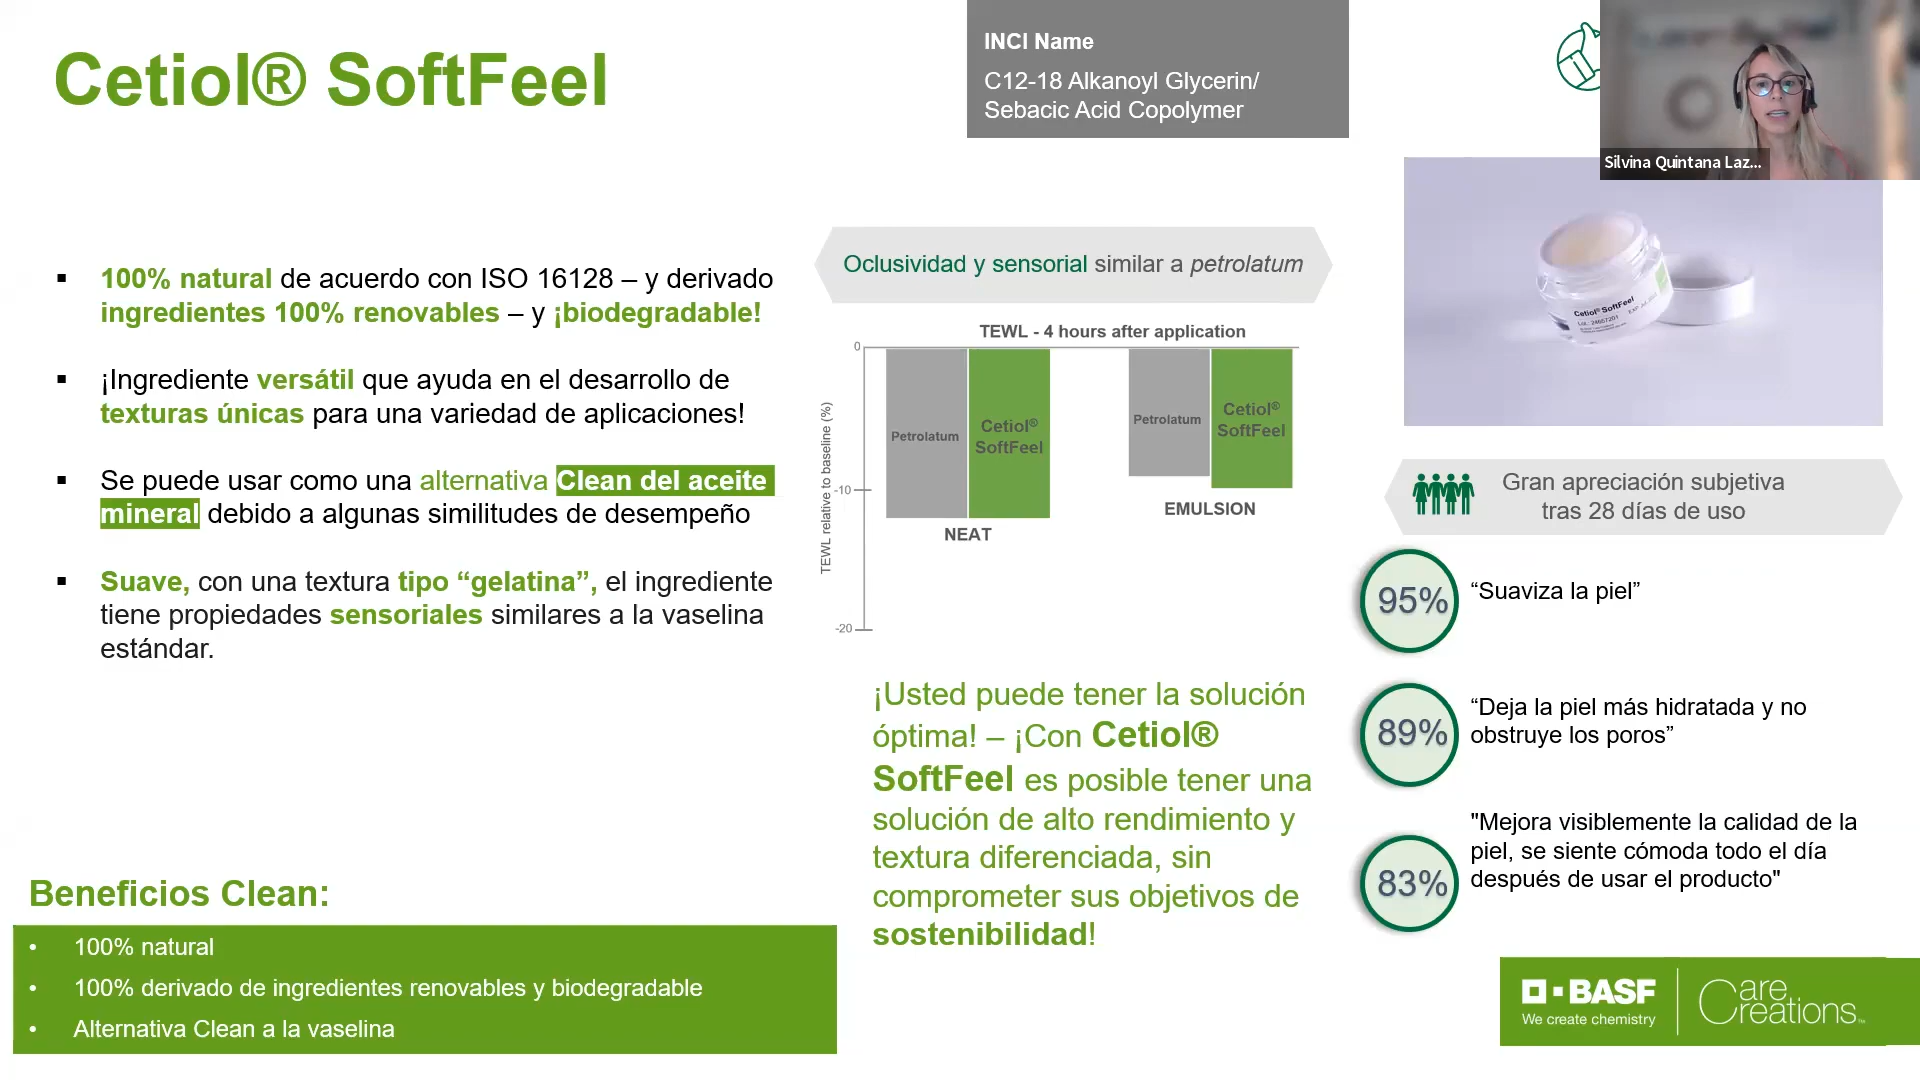 Cetiol® SoftFeel
INCI Name
C12-18 Alkanoyl Glycerin/
Sebacic Acid Copolymer
Silvina Quintana Laz...
▪ 100% natural de acuerdo con ISO 16128 – y derivado
ingredientes 100% renovables – y ¡biodegradable!
▪ ¡Ingrediente versátil que ayuda en el desarrollo de
texturas únicas para una variedad de aplicaciones!
▪ Se puede usar como una alternativa Clean del aceite
mineral debido a algunas similitudes de desempeño
▪ Suave, con una textura tipo “gelatina”, el ingrediente
tiene propiedades sensoriales similares a la vaselina
estándar.
Beneficios Clean:
• 100% natural
• 100% derivado de ingredientes renovables y biodegradable
• Alternativa Clean a la vaselina
Oclusividad y sensorial similar a petrolatum
TEWL - 4 hours after application
TEWL relative to baseline (%)
0
-10
-20
Petrolatum
Cetiol®
SoftFeel
NEAT
Petrolatum
Cetiol®
SoftFeel
EMULSION
¡Usted puede tener la solución
óptima! – ¡Con Cetiol®
SoftFeel es posible tener una
solución de alto rendimiento y
textura diferenciada, sin
comprometer sus objetivos de
sostenibilidad!
Cetiol® SoftFeel
Gran apreciación subjetiva
tras 28 días de uso
95%
“Suaviza la piel”
89%
“Deja la piel más hidratada y no
obstruye los poros”
83%
"Mejora visiblemente la calidad de la
piel, se siente cómoda todo el día
después de usar el producto"
BASF
We create chemistry
Care
Creations™